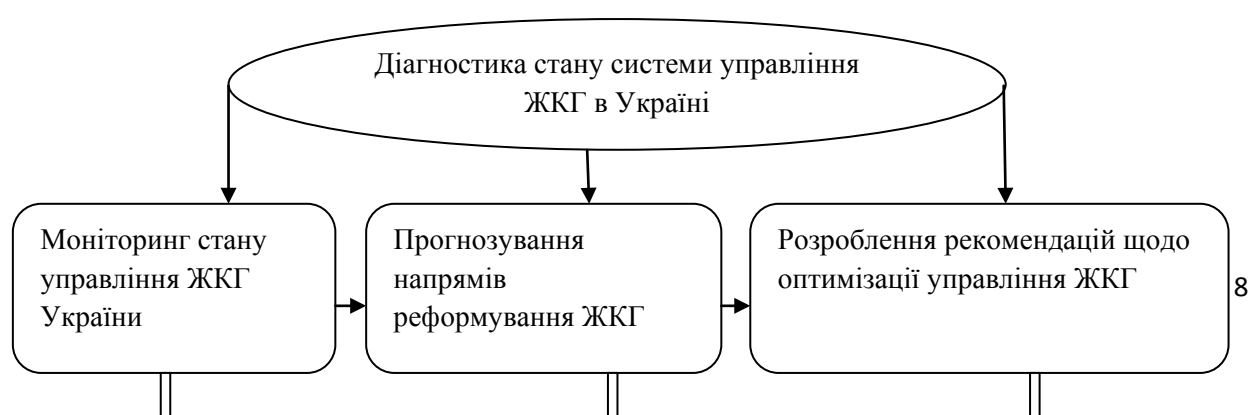 Діагностика стану системи управління
ЖКГ в Україні
Моніторинг стану
управління ЖКГ
України
Прогнозування
напрямів
реформування ЖКГ
Розроблення рекомендацій щодо
оптимізації управління ЖКГ
8